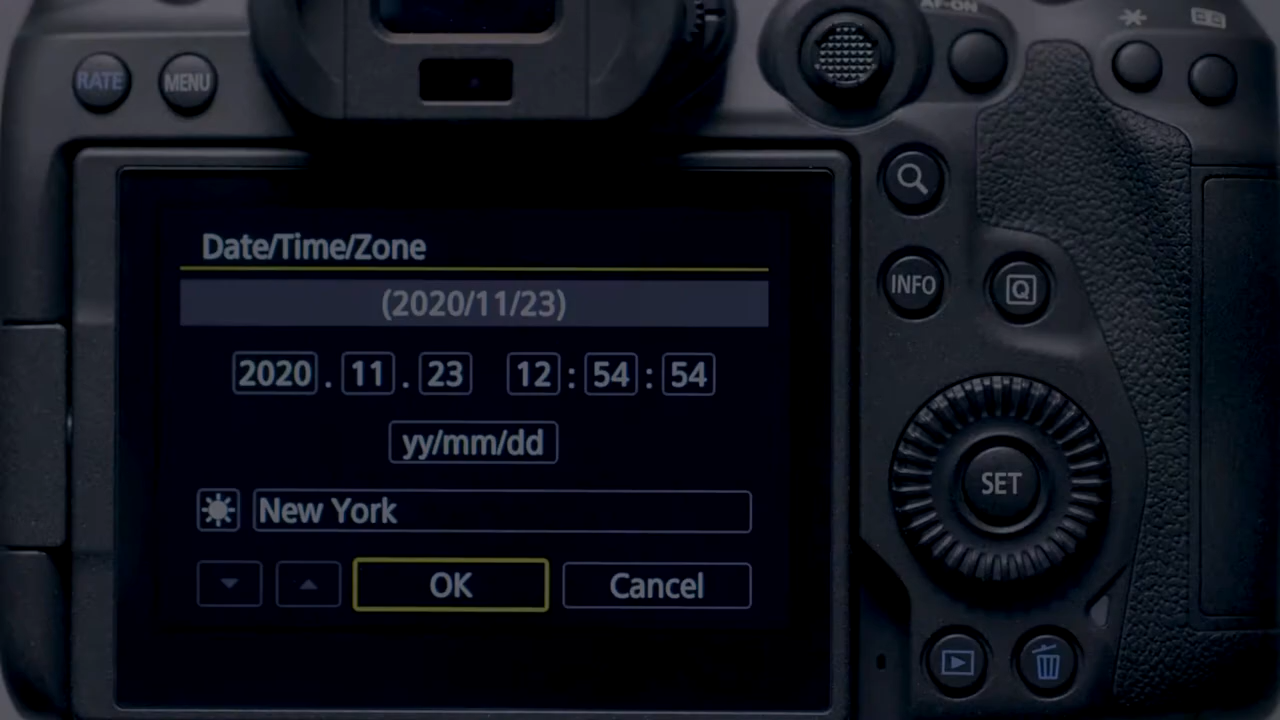 AF-ON
RATE MENU
Date/Time/Zone
(2020/11/23)
2020 . 11 . 23 12 : 54 : 54
yy/mm/dd
New York
OK Cancel
INFO Q
SET